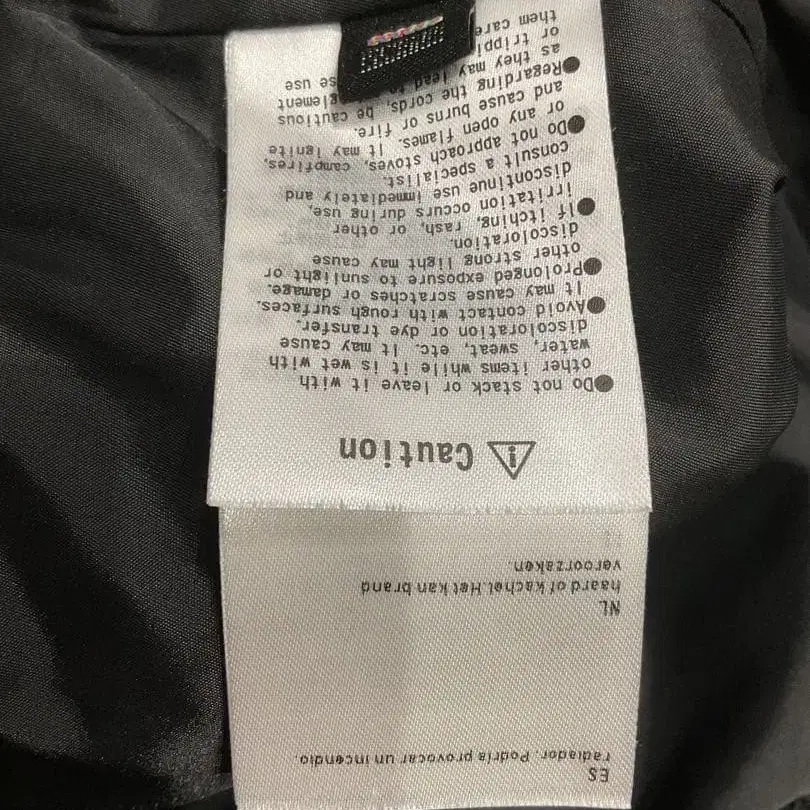 Caution
●Do not stack or leave it with
other items while it is wet with
water, sweat, etc. It may cause
discoloration or dye transfer.
●Avoid contact with rough surfaces.
It may cause scratches or damage.
●Prolonged exposure to sunlight or
other strong light may cause
discoloration.
●If itching, rash, or other
irritation occurs during use,
discontinue use immediately and
consult a specialist.
●Do not approach stoves, campfires,
or any open flames. It may ignite
and cause burns or fire.
●Regarding the cords, be cautious
as they may lead
or
them care
ES
radiador. Podría provocar un incendio.
NL
haard of kachel.Het kan brand
veroorzaken.